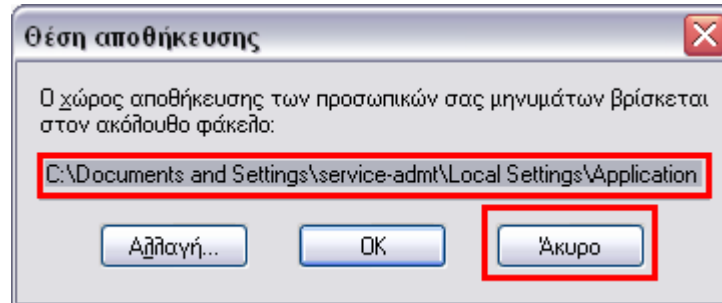 Θέση αποθήκευσης
Ο χώρος αποθήκευσης των προσωπικών σας μηνυμάτων βρίσκεται
στον ακόλουθο φάκελο:
C:\Documents and Settings\service-admt\Local Settings\Application
Αλλαγή...
OK
Άκυρο